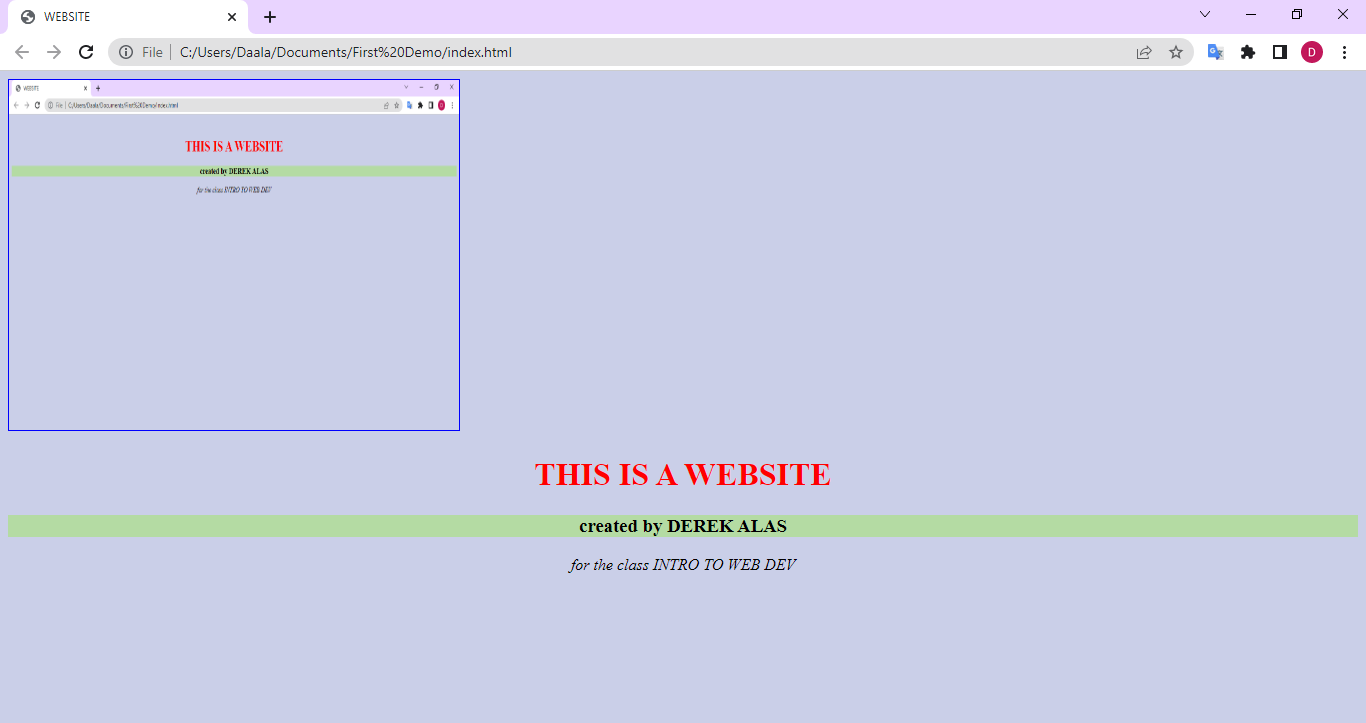 WEBSITE
File | C:/Users/Daala/Documents/First%20Demo/index.html
D
WEBSITE
File | C:/Users/Daala/Documents/First%20Demo/index.html
D
THIS IS A WEBSITE
created by DEREK ALAS
for the class INTRO TO WEB DEV
THIS IS A WEBSITE
created by DEREK ALAS
for the class INTRO TO WEB DEV